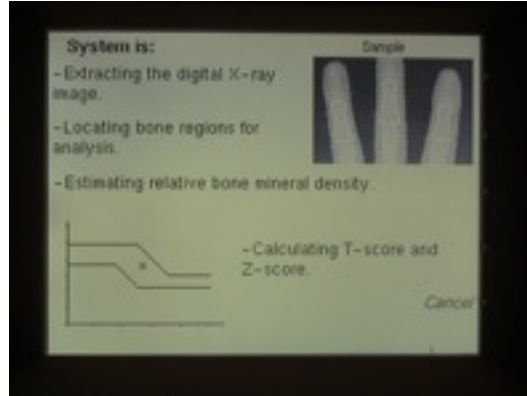 System is:
Sample
-Extracting the digital X-ray
image.
-Locating bone regions for
analysis.
-Estimating relative bone mineral density.
-Calculating T-score and
Z-score.
Cancel